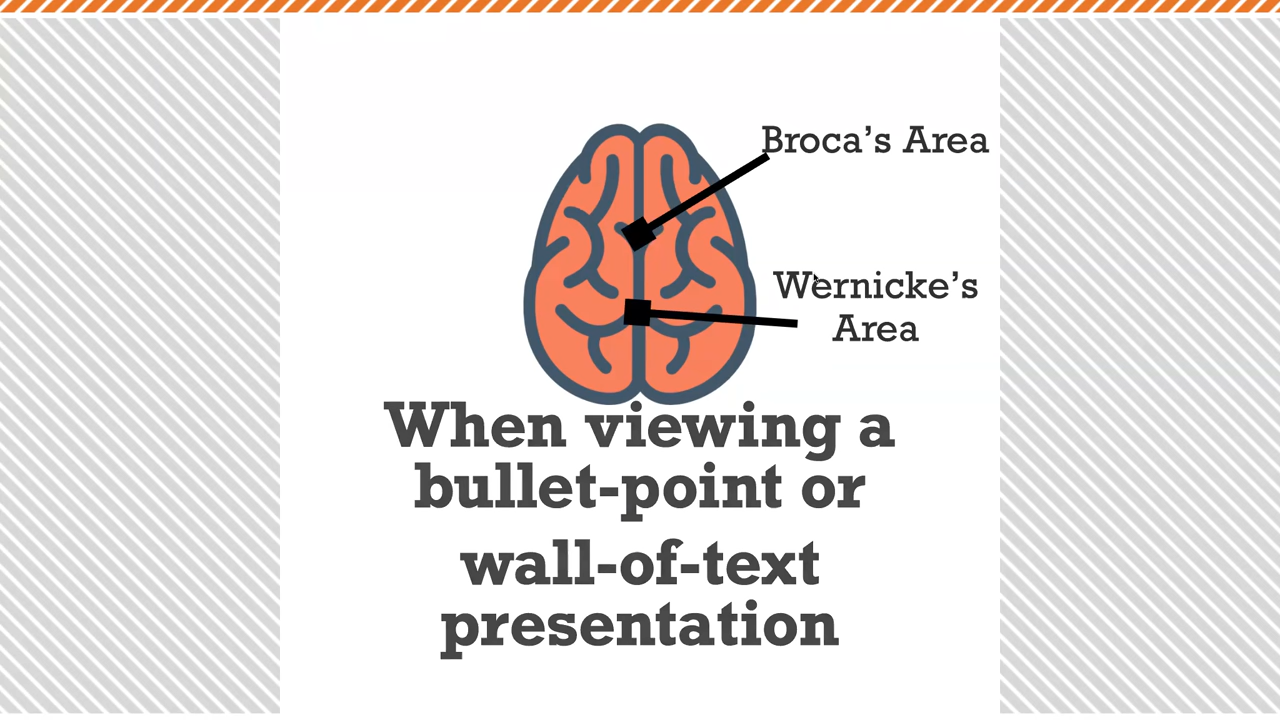 Broca's Area
Wernicke's
Area
When viewing a
bullet-point or
wall-of-text
presentation